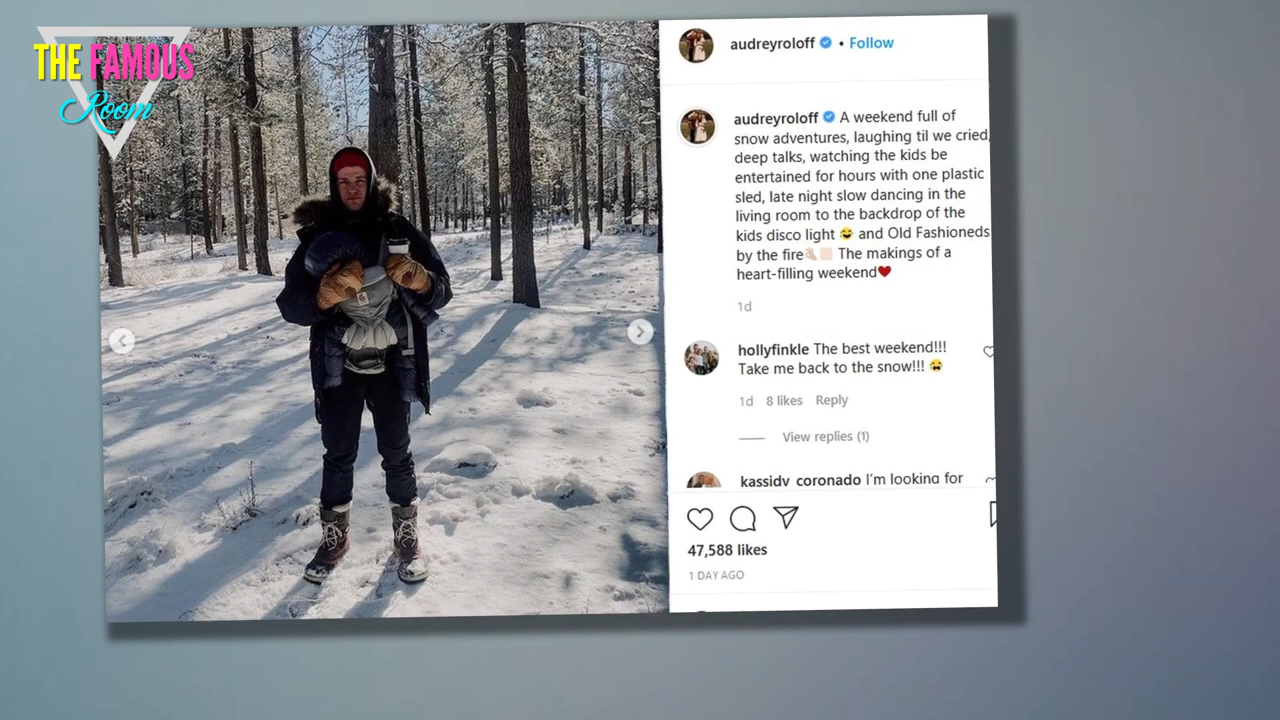 THE FAMOUS
Room
audreyroloff • Follow
audreyroloff A weekend full of
snow adventures, laughing til we cried,
deep talks, watching the kids be
entertained for hours with one plastic
sled, late night slow dancing in the
living room to the backdrop of the
kids disco light 😂 and Old Fashioneds
by the fire👌🏻 The makings of a
heart-filling weekend❤️
1d
hollyfinkle The best weekend!!!
Take me back to the snow!!! 😭
1d 8 likes Reply
View replies (1)
kassidy_coronado I'm looking for
47,588 likes
1 DAY AGO